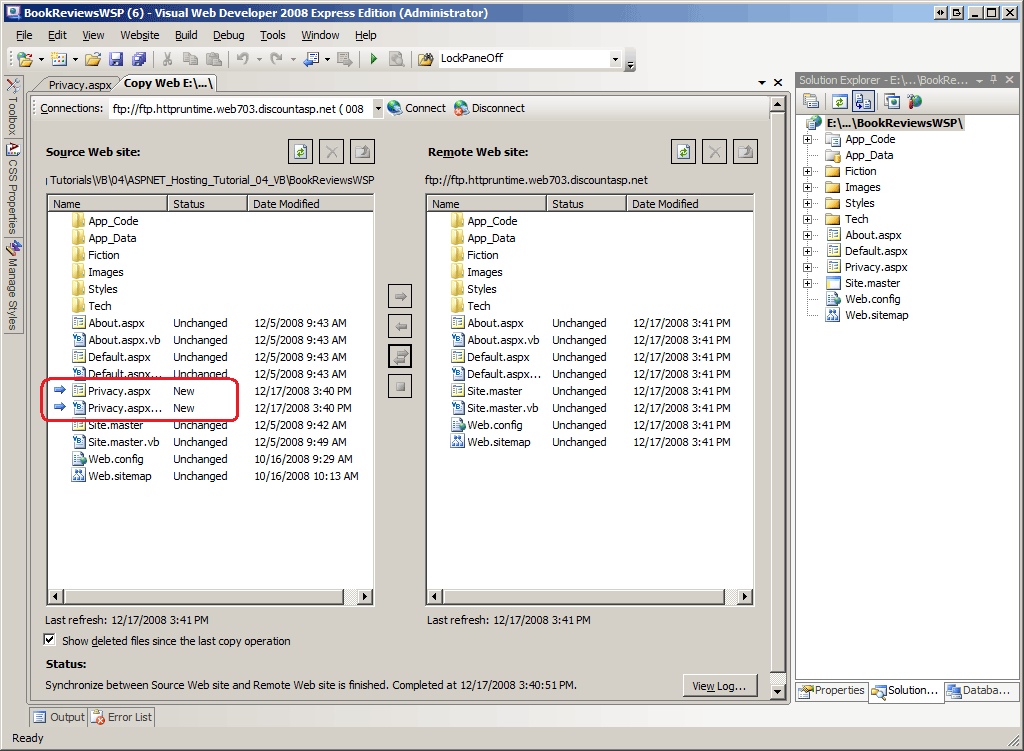 BookReviewsWSP (6) - Visual Web Developer 2008 Express Edition (Administrator)
File Edit View Website Build Debug Tools Window Help
LockPaneOff
Toolbox
CSS Properties
Manage Styles
Privacy.aspx Copy Web E:\...\
Connections: ftp://ftp.httpruntime.web703.discountasp.net ( 008 Connect Disconnect
Source Web site:
Tutorials\VB\04\ASPNET_Hosting_Tutorial_04_VB\BookReviewsWSP
Name Status Date Modified
App_Code
App_Data
Fiction
Images
Styles
Tech
About.aspx Unchanged 12/5/2008 9:43 AM
About.aspx.vb Unchanged 12/5/2008 9:43 AM
Default.aspx Unchanged 12/5/2008 9:43 AM
Default.aspx... Unchanged 12/5/2008 9:43 AM
Privacy.aspx New 12/17/2008 3:40 PM
Privacy.aspx... New 12/17/2008 3:40 PM
Site.master Unchanged 12/5/2008 9:42 AM
Site.master.vb Unchanged 12/5/2008 9:49 AM
Web.config Unchanged 10/16/2008 9:29 AM
Web.sitemap Unchanged 10/16/2008 10:13 AM
Last refresh: 12/17/2008 3:41 PM
Show deleted files since the last copy operation
Status:
Synchronize between Source Web site and Remote Web site is finished. Completed at 12/17/2008 3:40:51 PM.
Remote Web site:
ftp://ftp.httpruntime.web703.discountasp.net
Name Status Date Modified
App_Code
App_Data
Fiction
Images
Styles
Tech
About.aspx Unchanged 12/17/2008 3:41 PM
About.aspx.vb Unchanged 12/17/2008 3:41 PM
Default.aspx Unchanged 12/17/2008 3:41 PM
Default.aspx... Unchanged 12/17/2008 3:41 PM
Site.master Unchanged 12/17/2008 3:41 PM
Site.master.vb Unchanged 12/17/2008 3:41 PM
Web.config Unchanged 12/17/2008 3:41 PM
Web.sitemap Unchanged 12/17/2008 3:41 PM
Last refresh: 12/17/2008 3:41 PM
View Log...
Solution Explorer - E:\...\BookRe...
E:\...\BookReviewsWSP\
App_Code
App_Data
Fiction
Images
Styles
Tech
About.aspx
Default.aspx
Privacy.aspx
Site.master
Web.config
Web.sitemap
Properties Solution... Databa...
Output Error List
Ready